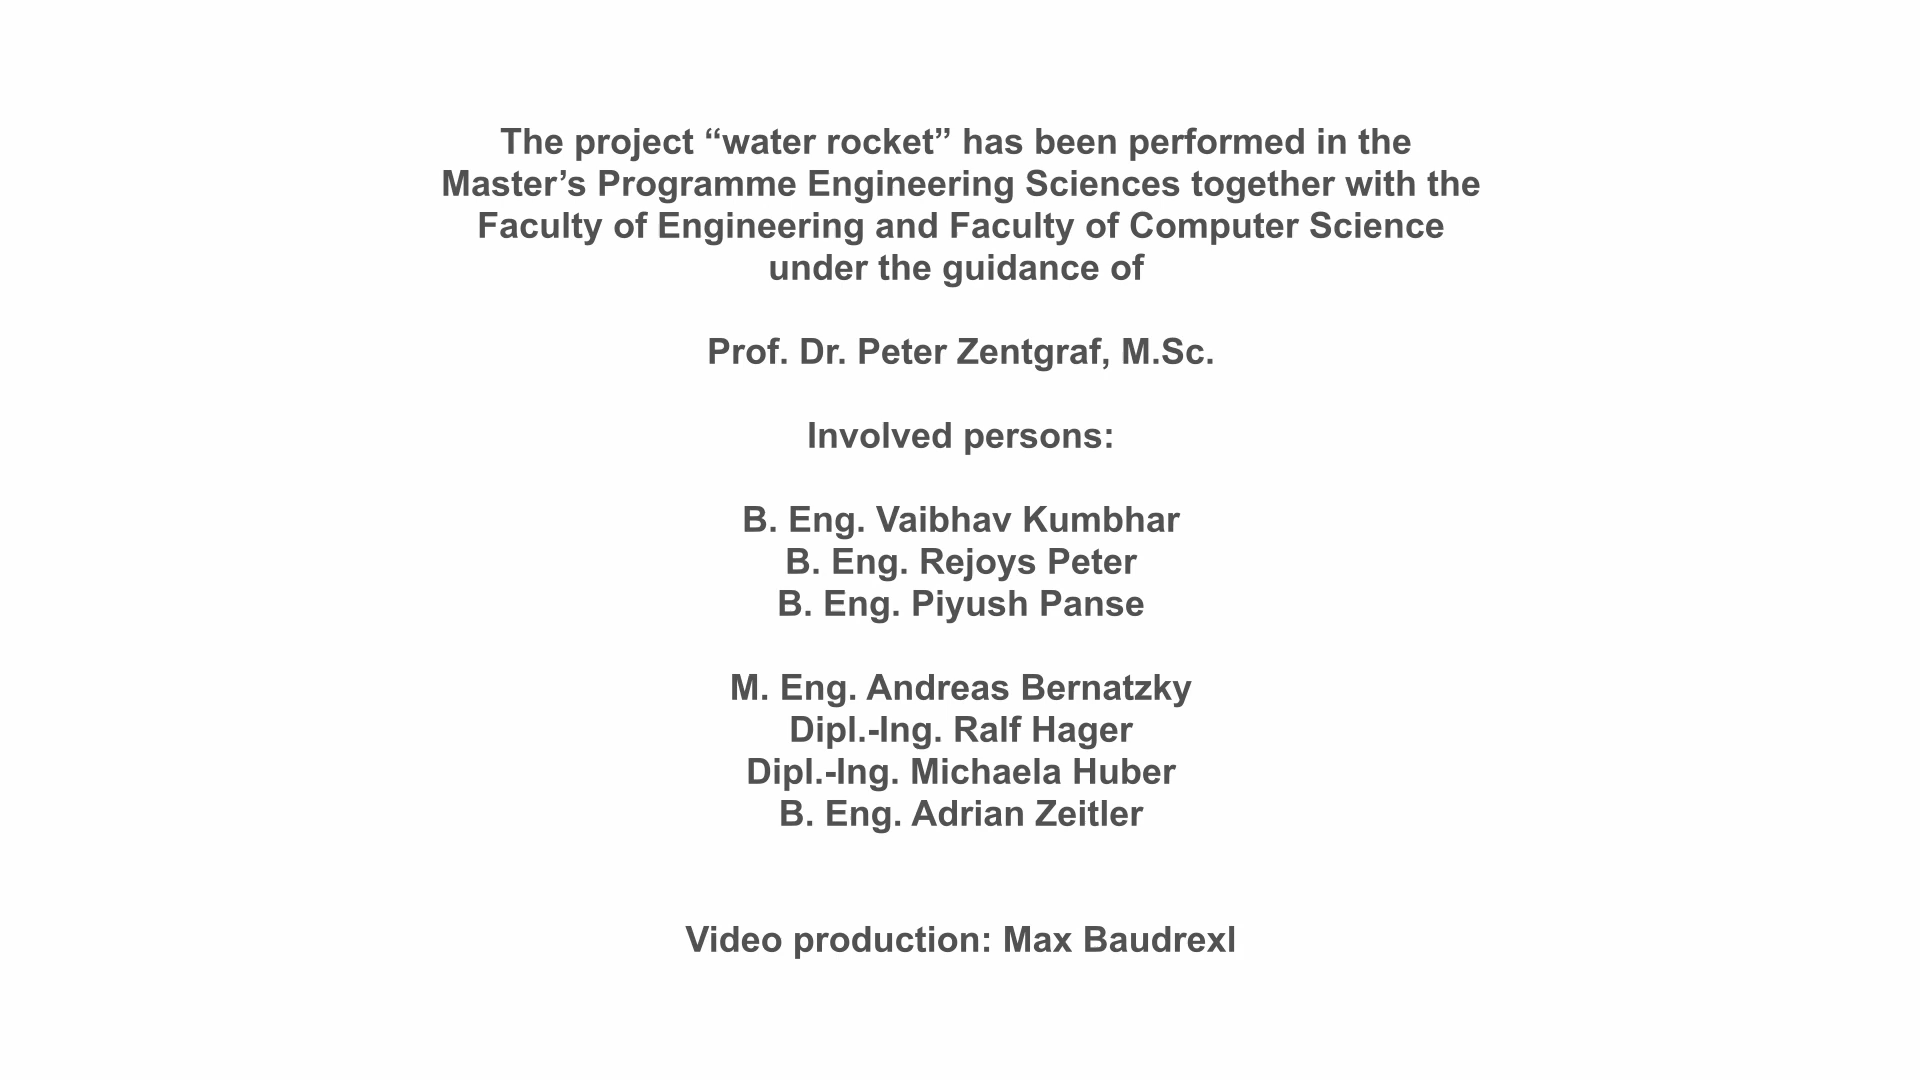 The project “water rocket” has been performed in the
Master’s Programme Engineering Sciences together with the
Faculty of Engineering and Faculty of Computer Science
under the guidance of
Prof. Dr. Peter Zentgraf, M.Sc.
Involved persons:
B. Eng. Vaibhav Kumbhar
B. Eng. Rejoys Peter
B. Eng. Piyush Panse
M. Eng. Andreas Bernatzky
Dipl.-Ing. Ralf Hager
Dipl.-Ing. Michaela Huber
B. Eng. Adrian Zeitler
Video production: Max Baudrexl